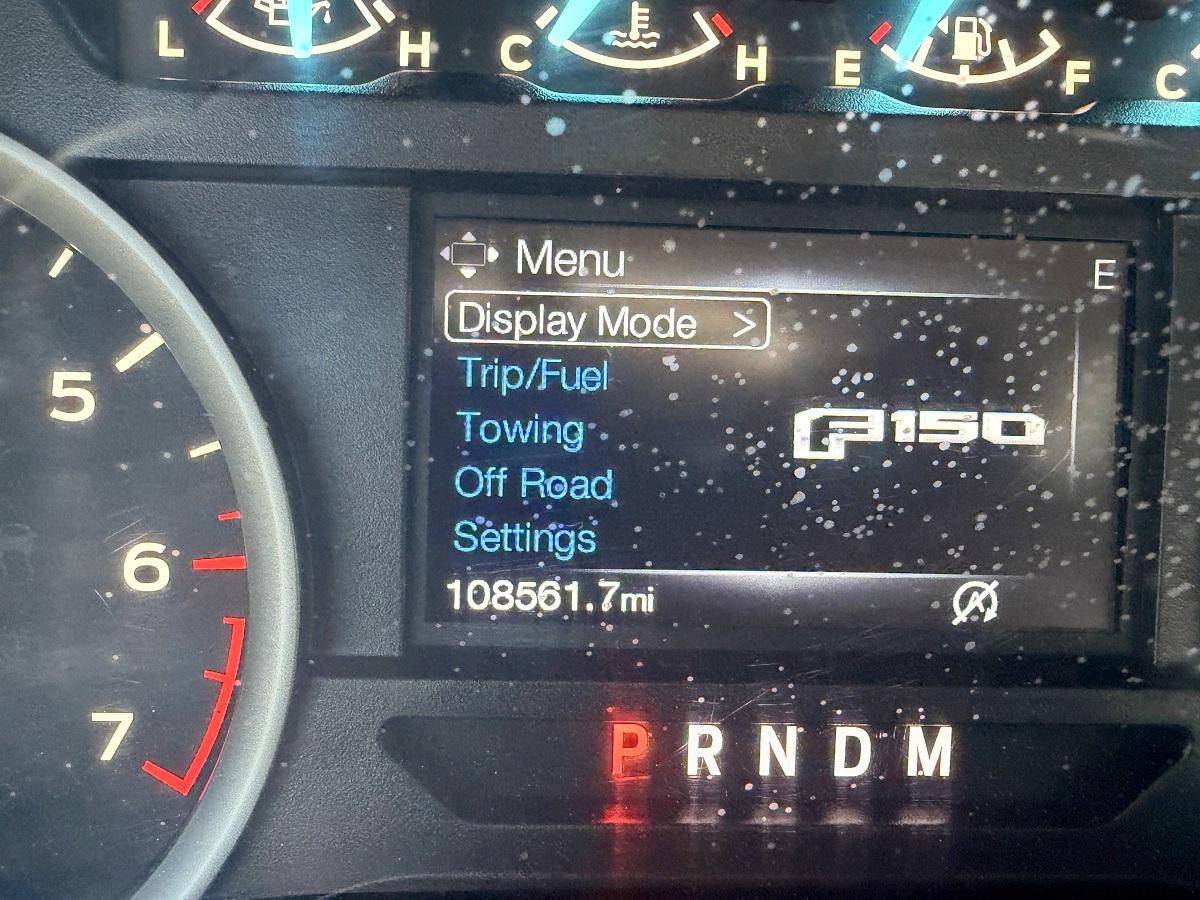 L H C H E F C
Menu
E
Display Mode >
Trip/Fuel
Towing
F150
Off Road
Settings
108561.7mi
A
5
6
7
P R N D M